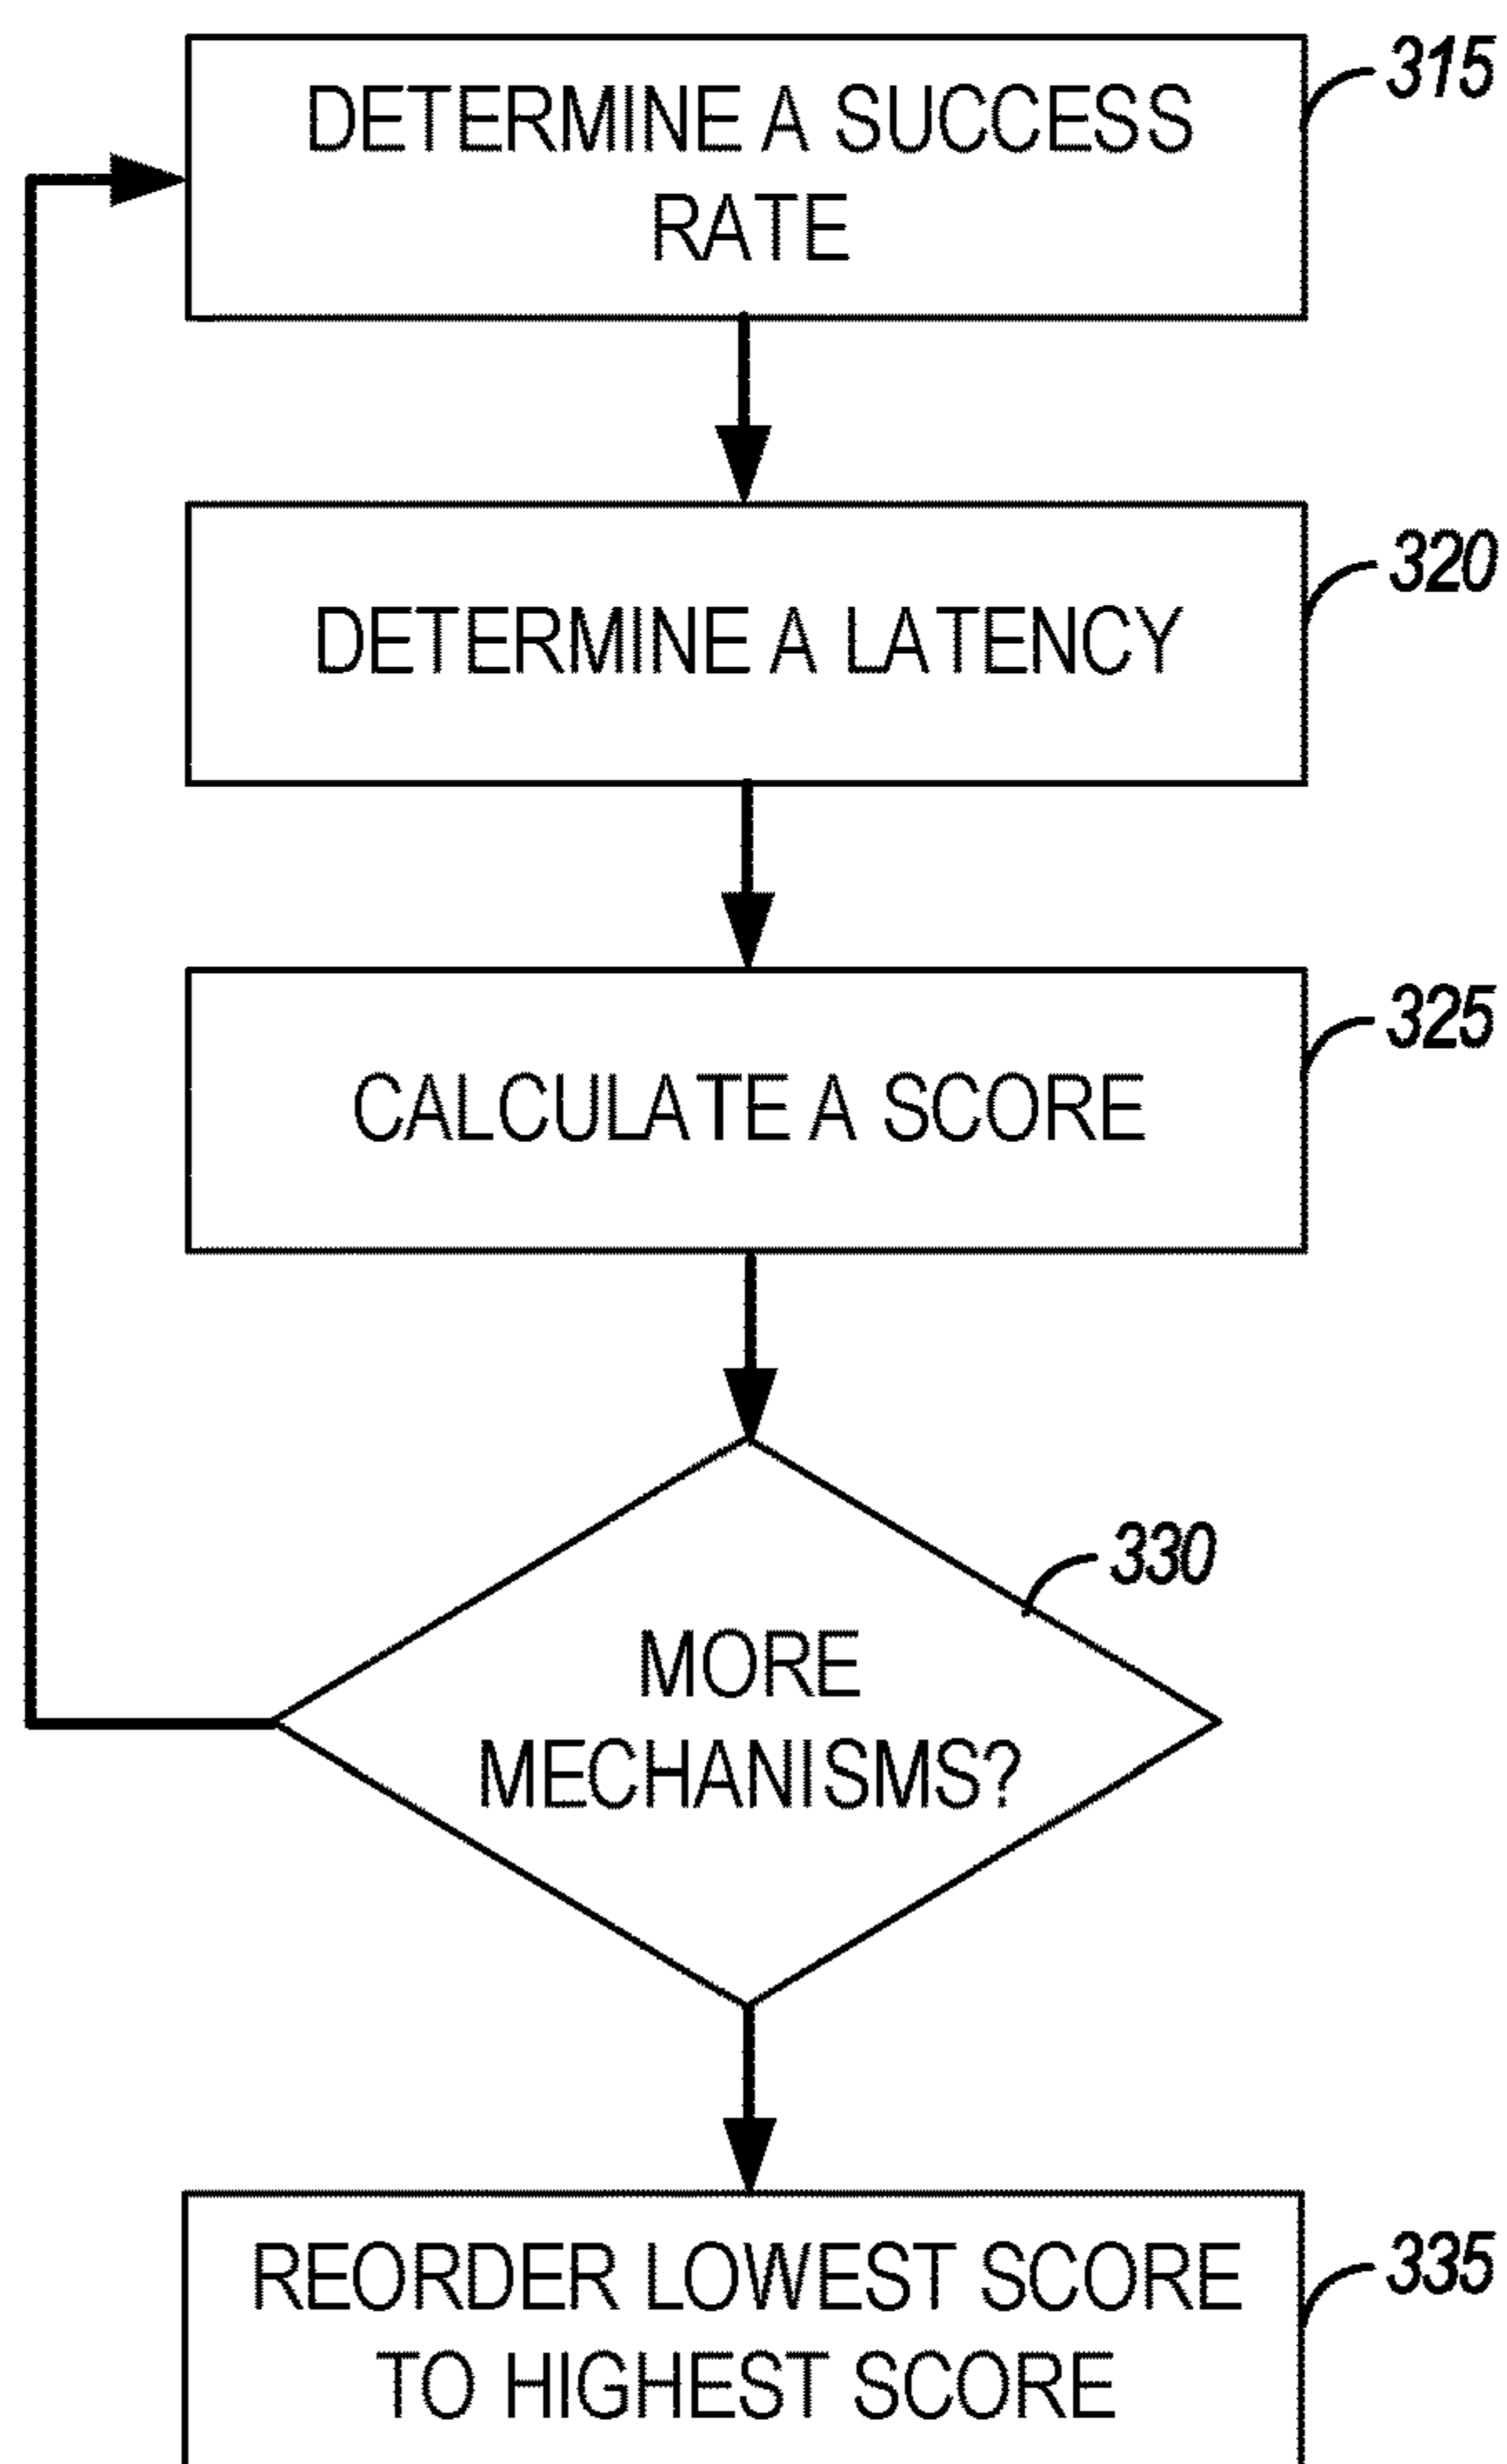 DETERMINE A SUCCESS
RATE
315
DETERMINE A LATENCY
320
CALCULATE A SCORE
325
330
MORE
MECHANISMS?
REORDER LOWEST SCORE
TO HIGHEST SCORE
335